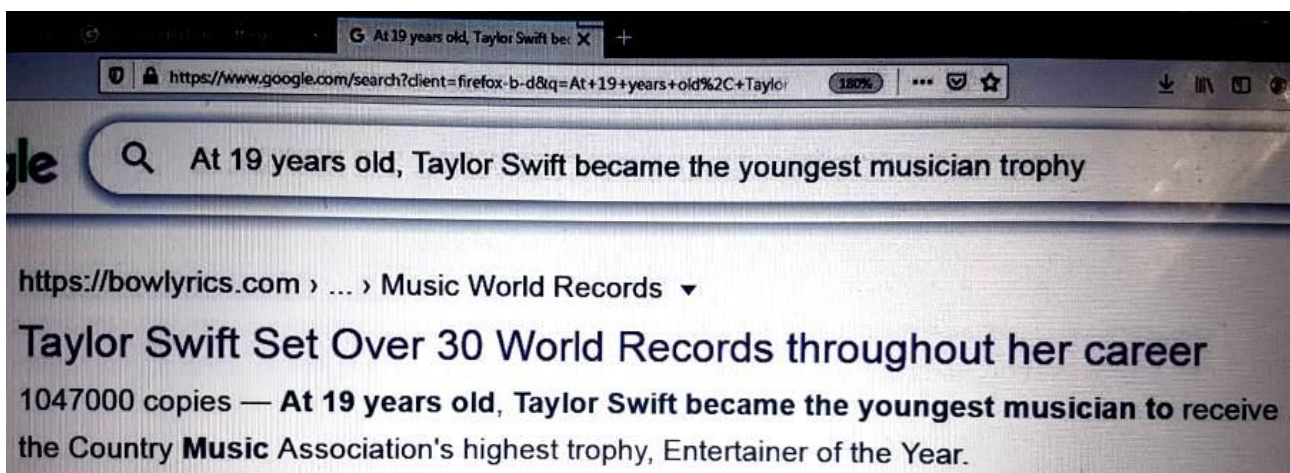 G At 19 years old, Taylor Swift bec X +
https://www.google.com/search?client=firefox-b-d&q=At+19+years+old%2C+Taylor 180%
gle At 19 years old, Taylor Swift became the youngest musician trophy
https://bowlyrics.com › ... › Music World Records
Taylor Swift Set Over 30 World Records throughout her career
1047000 copies — At 19 years old, Taylor Swift became the youngest musician to receive
the Country Music Association's highest trophy, Entertainer of the Year.